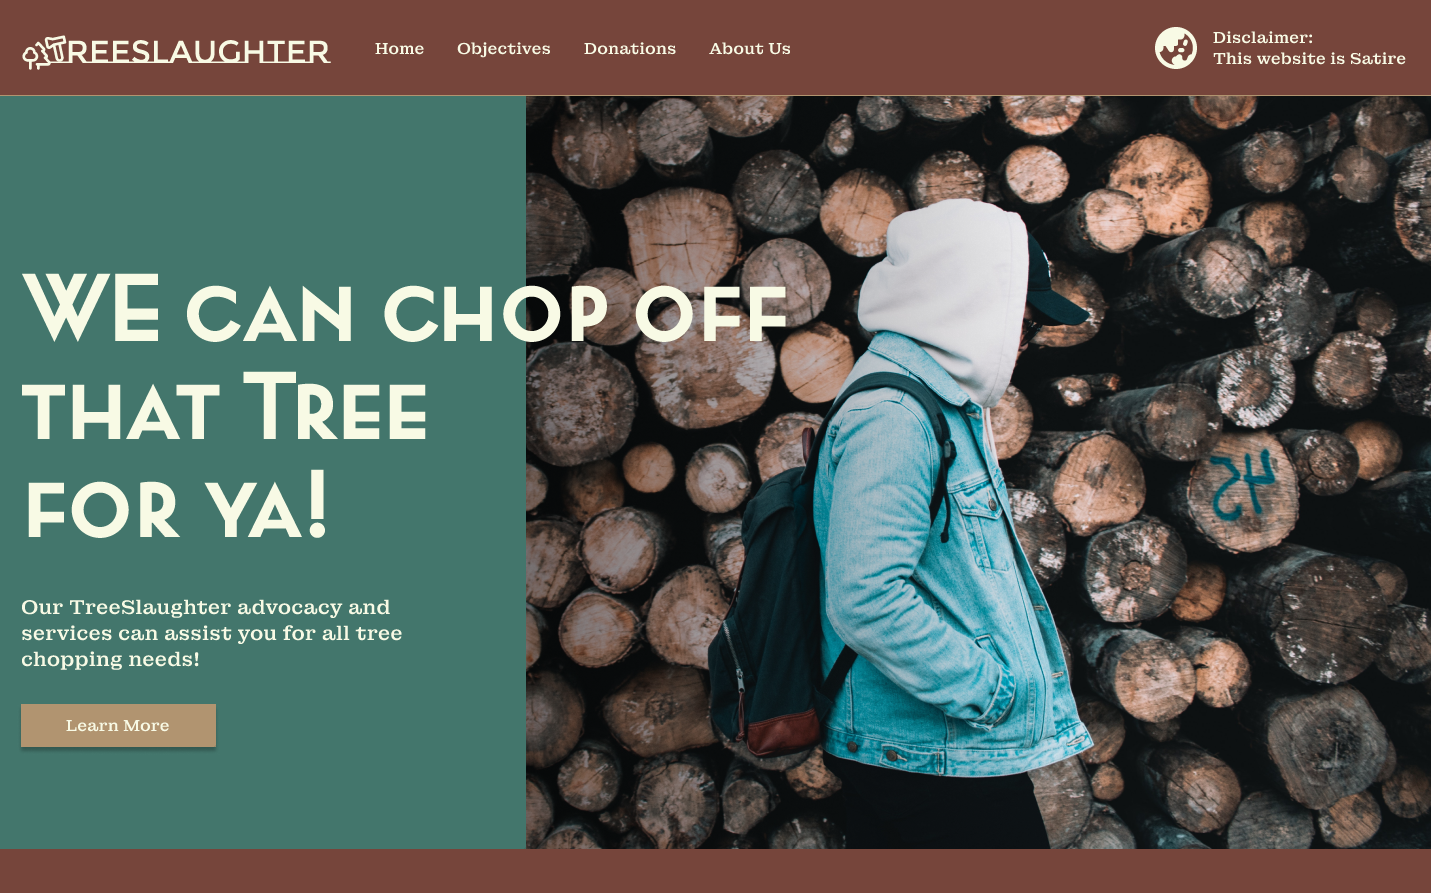 TREESLAUGHTER
Home
Objectives
Donations
About Us
Disclaimer:
This website is Satire
WE CAN CHOP OFF
THAT TREE
FOR YA!
Our TreeSlaughter advocacy and
services can assist you for all tree
chopping needs!
Learn More